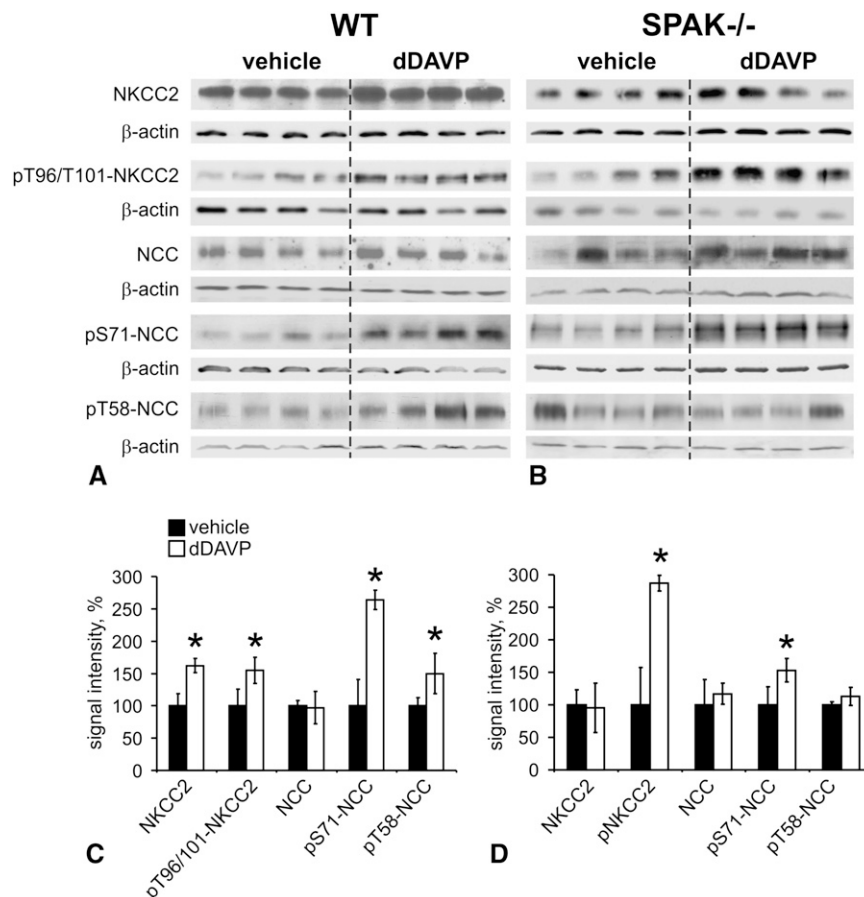 WT SPAK-/-
vehicle dDAVP vehicle dDAVP
NKCC2
β-actin
pT96/T101-NKCC2
β-actin
NCC
β-actin
pS71-NCC
β-actin
pT58-NCC
β-actin
A B
vehicle
dDAVP
signal intensity, %
300
250
200
150
100
50
0
* * * *
NKCC2
pT96/101-NKCC2
NCC
pS71-NCC
pT58-NCC
C
signal intensity, %
300
250
200
150
100
50
0
* *
NKCC2
pNKCC2
NCC
pS71-NCC
pT58-NCC
D